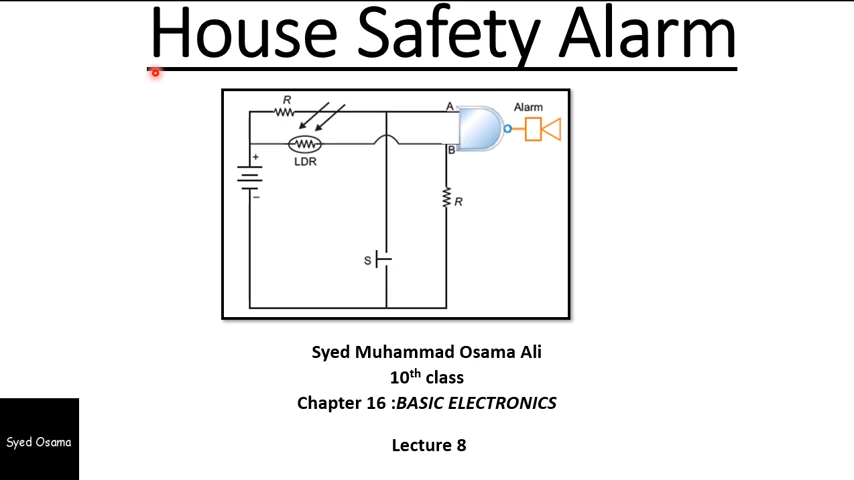 House Safety Alarm
R
A
Alarm
B
+
LDR
-
R
S
Syed Muhammad Osama Ali
10th class
Chapter 16 :BASIC ELECTRONICS
Syed Osama
Lecture 8